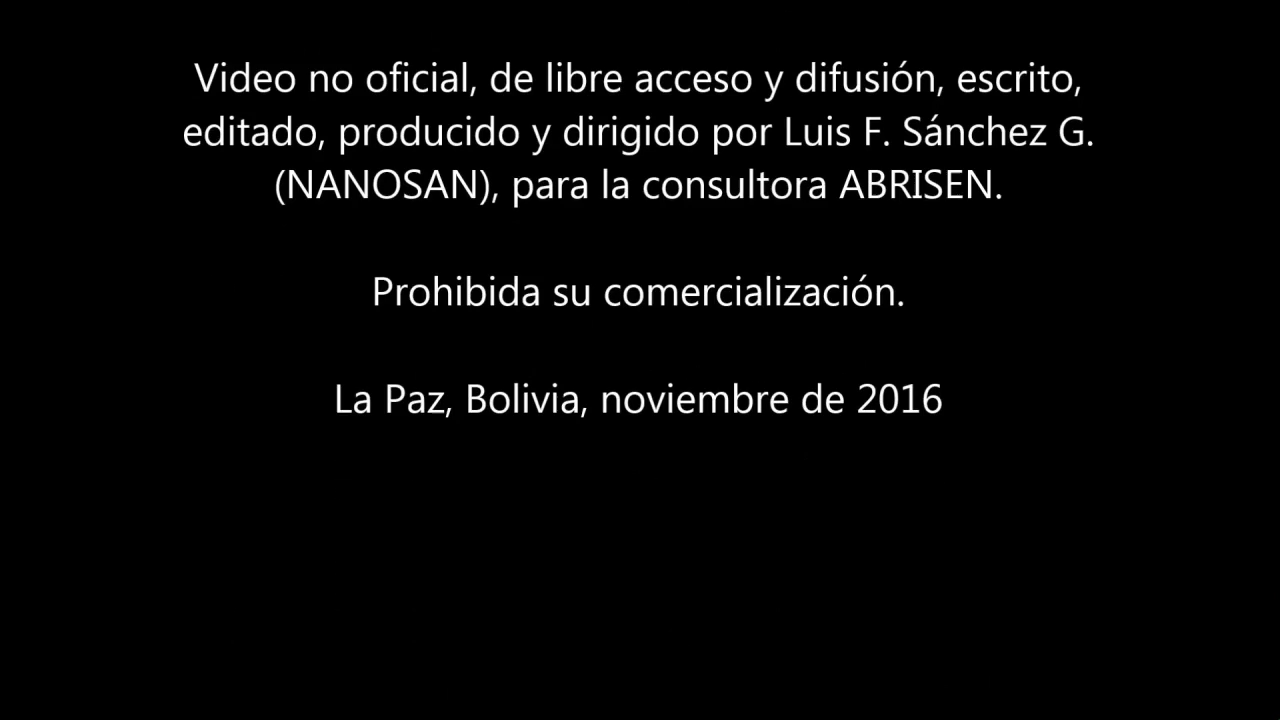 Video no oficial, de libre acceso y difusión, escrito,
editado, producido y dirigido por Luis F. Sánchez G.
(NANOSAN), para la consultora ABRISEN.
Prohibida su comercialización.
La Paz, Bolivia, noviembre de 2016